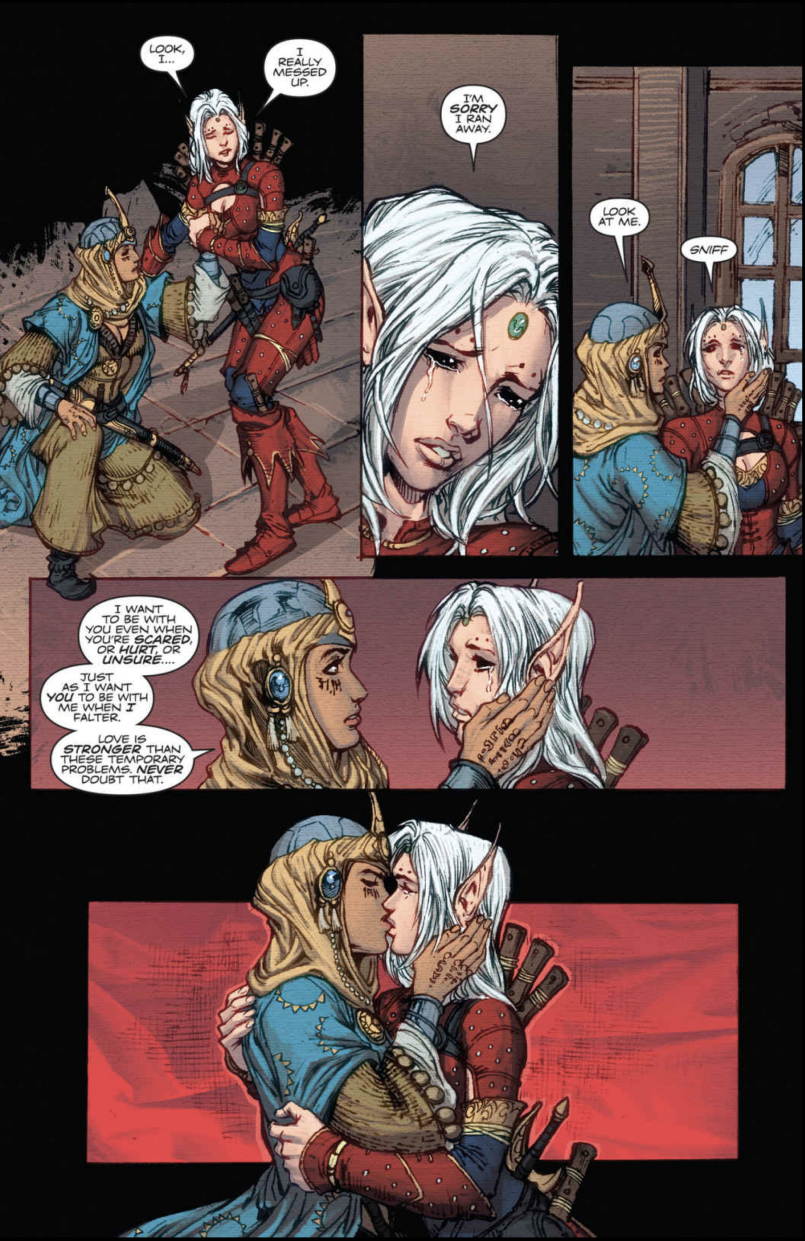 LOOK,
I...
I
REALLY
MESSED
UP.
I'M
SORRY
I RAN
AWAY.
LOOK
AT ME.
SNIFF
I WANT
TO BE WITH
YOU EVEN WHEN
YOU'RE SCARED,
OR HURT, OR
UNSURE....
JUST
AS I WANT
YOU TO BE WITH
ME WHEN I
FALTER.
LOVE IS
STRONGER THAN
THESE TEMPORARY
PROBLEMS. NEVER
DOUBT THAT.